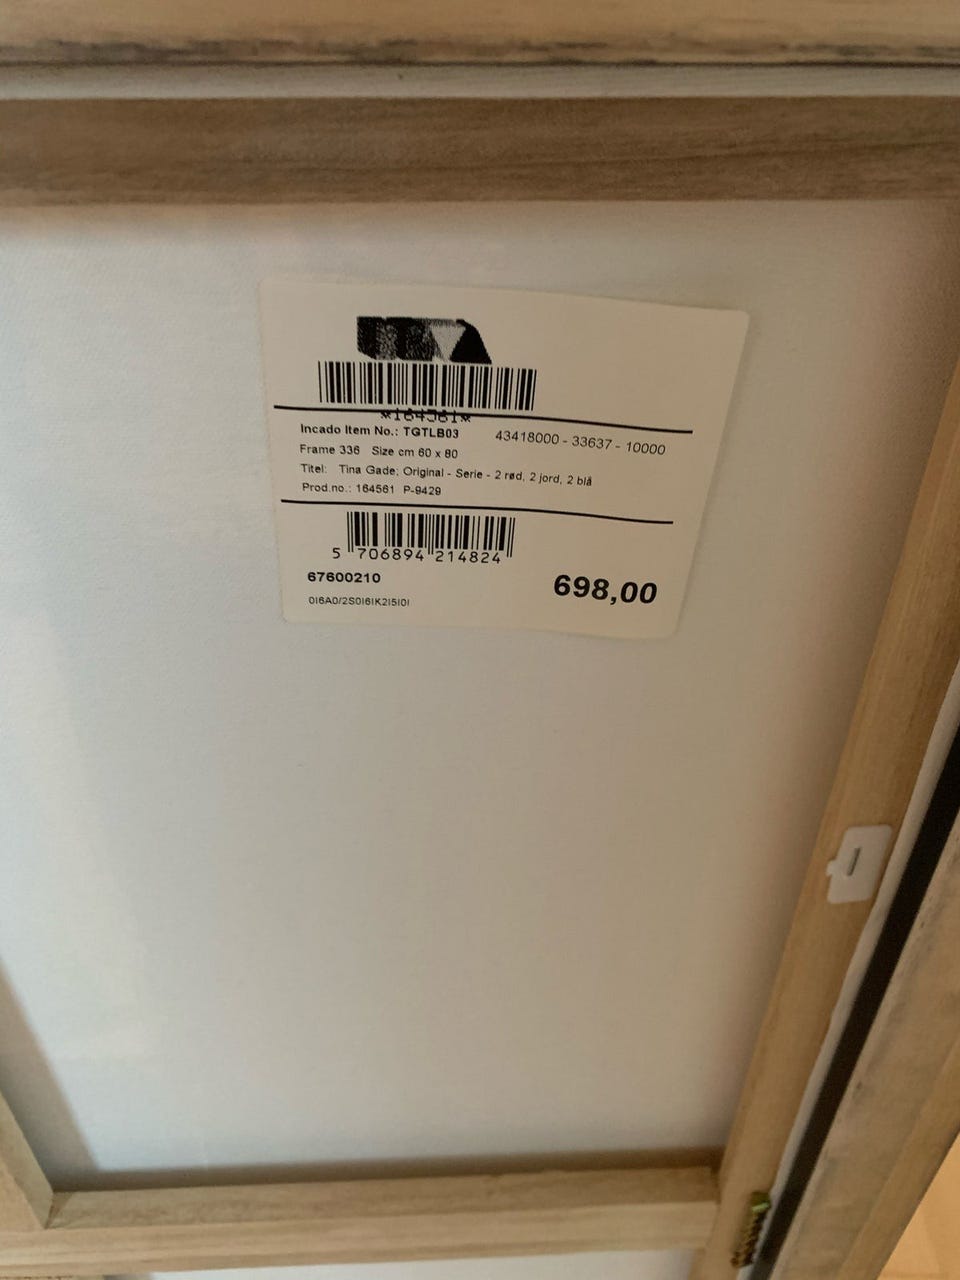 *164561*
Incado Item No.: TGTLB03 43418000 - 33637 - 10000
Frame 336 Size cm 60 x 80
Titel: Tina Gade; Original - Serie - 2 rød, 2 jord, 2 blå
Prod.no.: 164561 P-9429
5 706894 214824
67600210 698,00
0I6A0/2S0I6IK2I5I0I